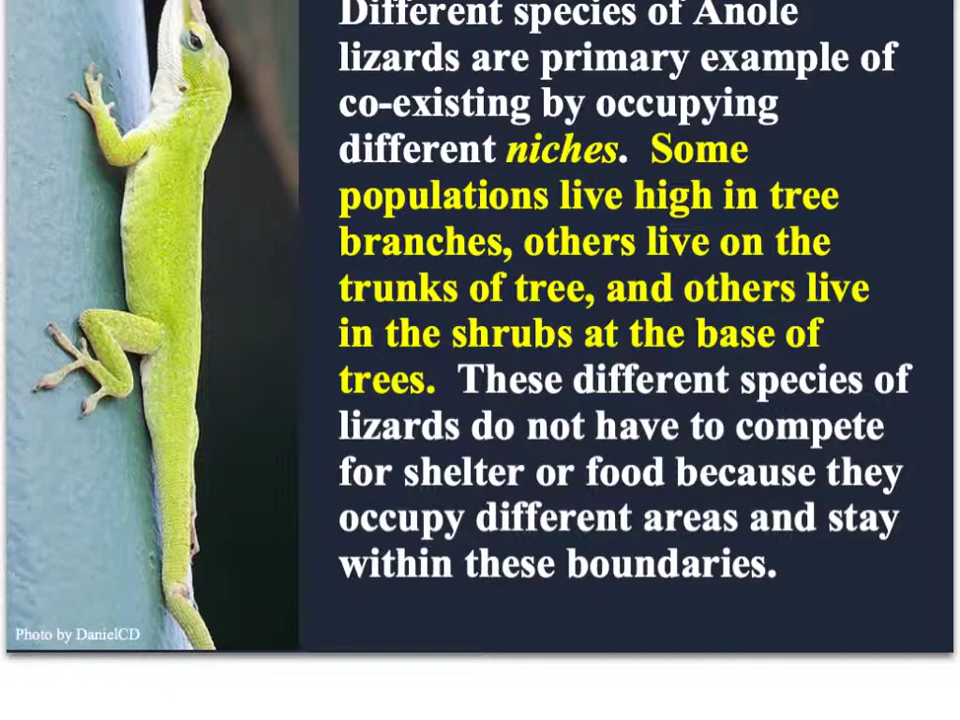 Different species of Anole
lizards are primary example of
co-existing by occupying
different niches. Some
populations live high in tree
branches, others live on the
trunks of tree, and others live
in the shrubs at the base of
trees. These different species of
lizards do not have to compete
for shelter or food because they
occupy different areas and stay
within these boundaries.
Photo by DanielCD